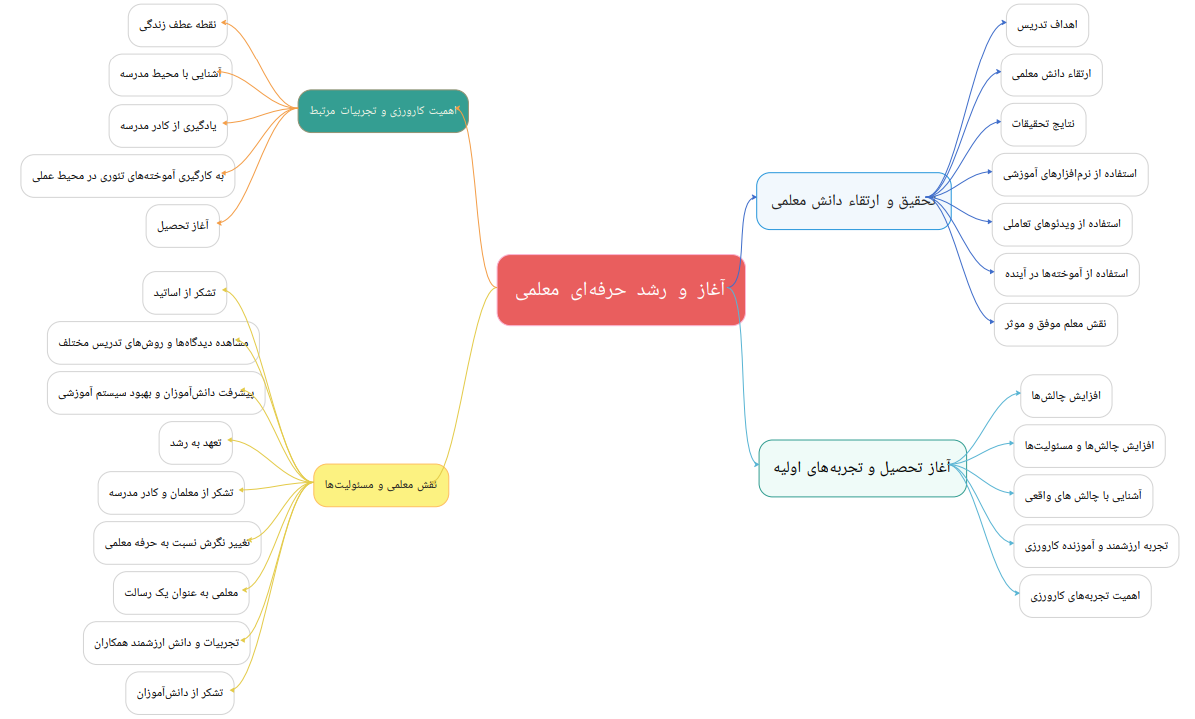 آغاز و رشد حرفه‌ای معلمی
تحقیق و ارتقاء دانش معلمی
اهداف تدریس
ارتقاء دانش معلمی
نتایج تحقیقات
استفاده از نرم‌افزارهای آموزشی
استفاده از ویدئوهای تعاملی
استفاده از آموخته‌ها در آینده
نقش معلم موفق و موثر
آغاز تحصیل و تجربه‌های اولیه
افزایش چالش‌ها
افزایش چالش‌ها و مسئولیت‌ها
آشنایی با چالش های واقعی
تجربه ارزشمند و آموزنده کارورزی
اهمیت تجربه‌های کارورزی
اهمیت کارورزی و تجربیات مرتبط
نقطه عطف زندگی
آشنایی با محیط مدرسه
یادگیری از کادر مدرسه
به کارگیری آموخته‌های تئوری در محیط عملی
آغاز تحصیل
نقش معلمی و مسئولیت‌ها
تشکر از اساتید
مشاهده دیدگاه‌ها و روش‌های تدریس مختلف
پیشرفت دانش‌آموزان و بهبود سیستم آموزشی
تعهد به رشد
تشکر از معلمان و کادر مدرسه
تغییر نگرش نسبت به حرفه معلمی
معلمی به عنوان یک رسالت
تجربیات و دانش ارزشمند همکاران
تشکر از دانش‌آموزان